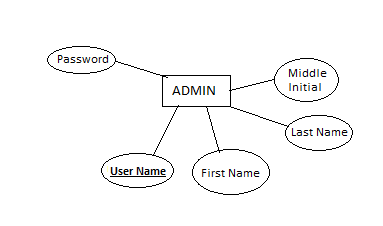 Password
ADMIN
Middle
Initial
Last Name
User Name
First Name